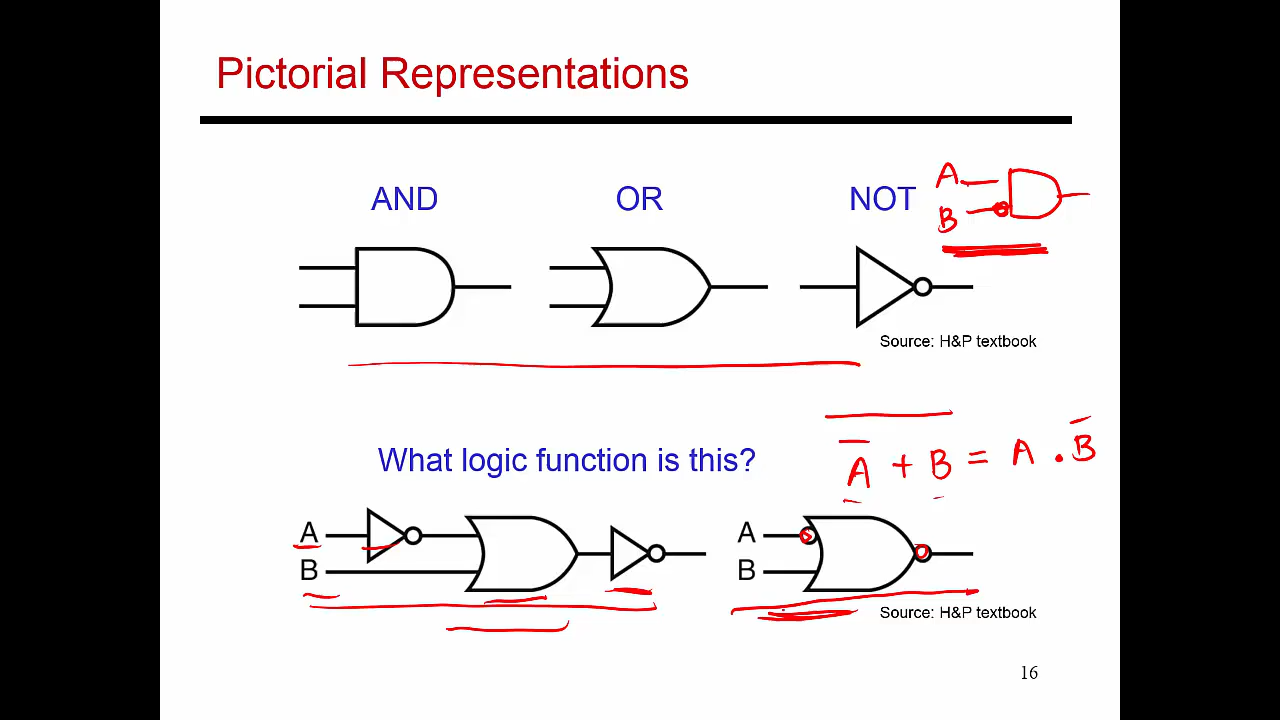 Pictorial Representations
AND OR NOT
A
B
Source: H&P textbook
What logic function is this?
A̅ + B = A . B̅
A A
B B
Source: H&P textbook
16